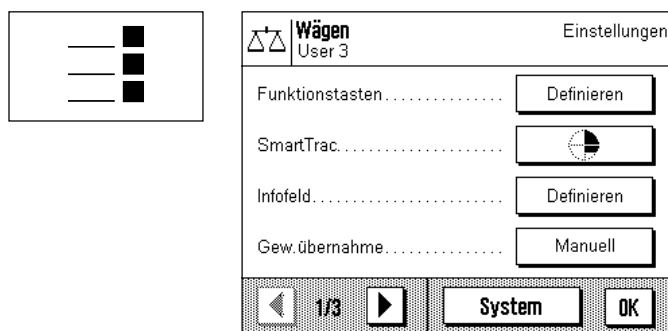 Wägen
User 3
Einstellungen
Funktionstasten............... Definieren
SmartTrac.....................
Infofeld........................ Definieren
Gew.übernahme............... Manuell
1/3 System OK